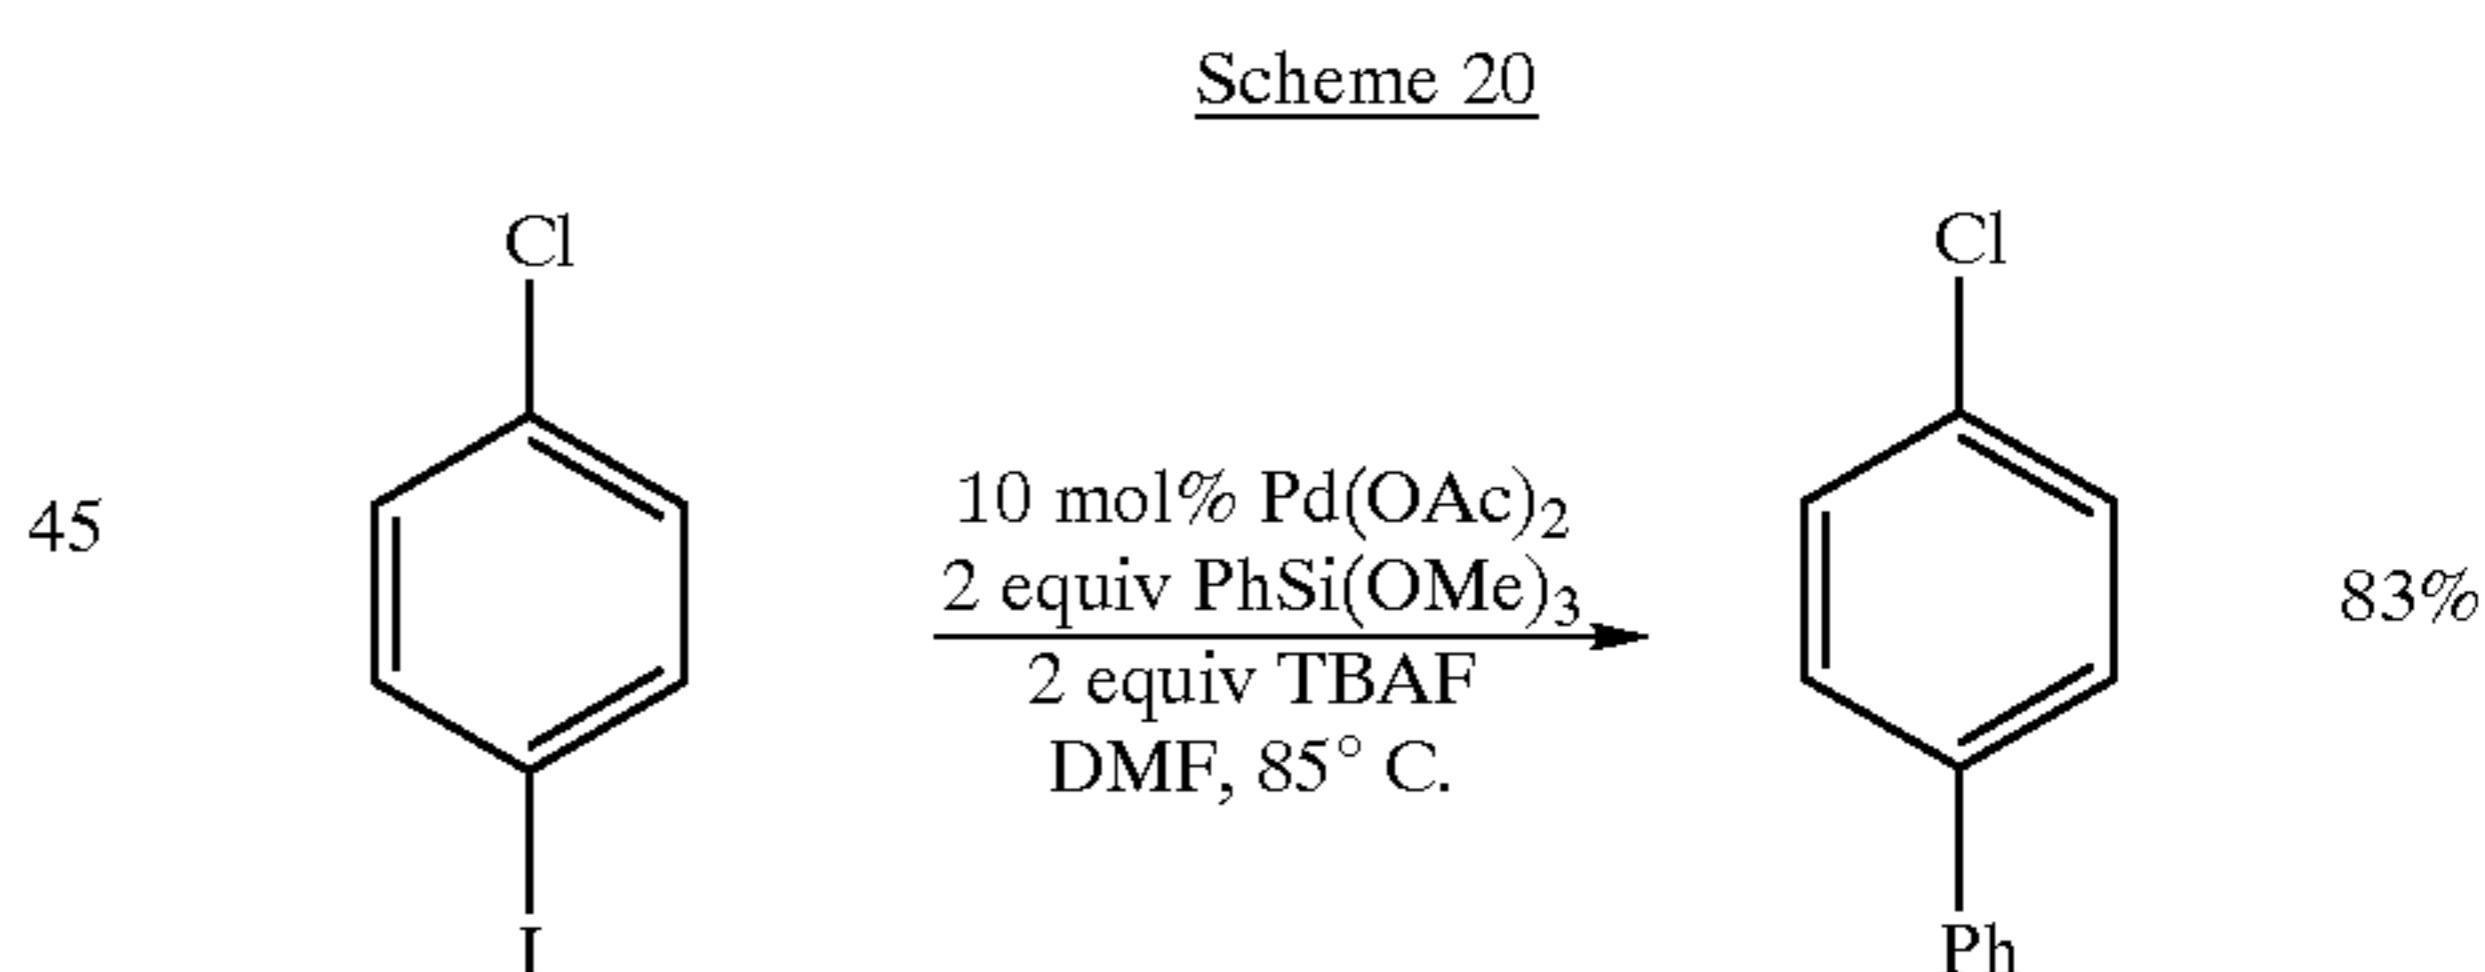 Scheme 20
Cl
Cl
45
10 mol% Pd(OAc)₂
2 equiv PhSi(OMe)₃
2 equiv TBAF
DMF, 85° C.
83%
I
Ph